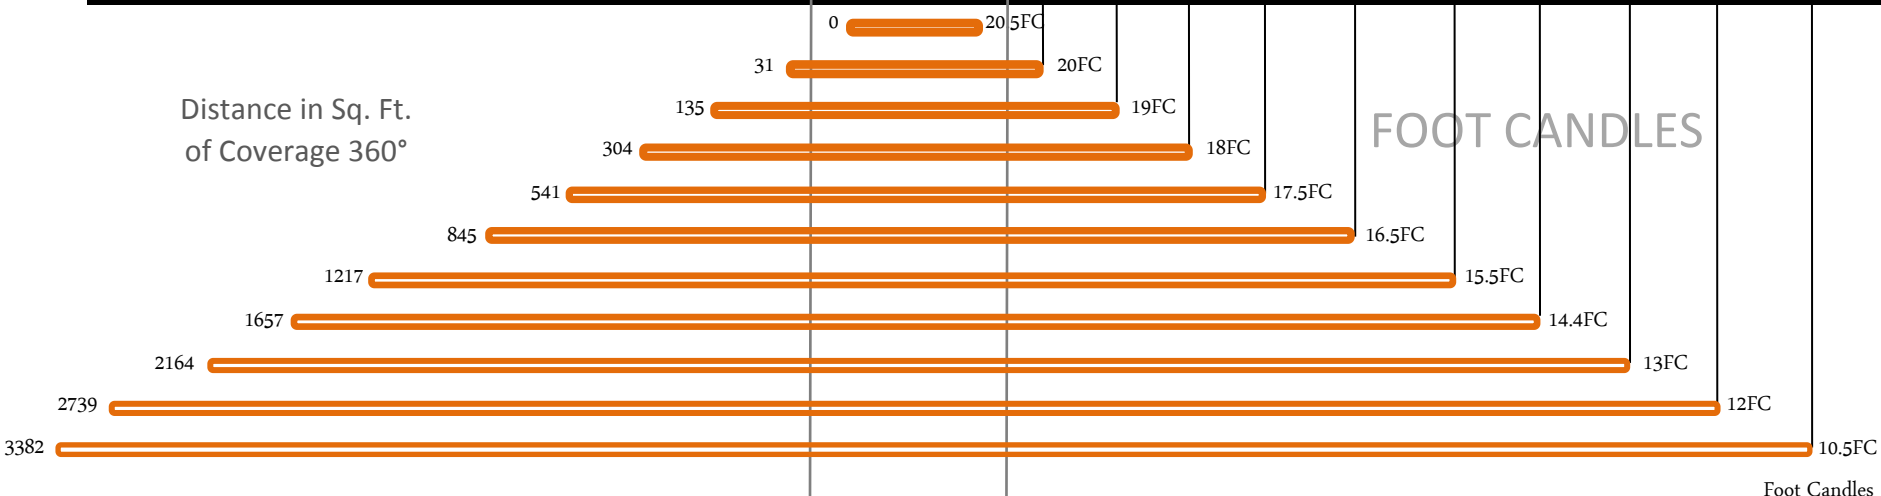 0 20.5FC
31 20FC
135 19FC
Distance in Sq. Ft.
of Coverage 360°
FOOT CANDLES
304 18FC
541 17.5FC
845 16.5FC
1217 15.5FC
1657 14.4FC
2164 13FC
2739 12FC
3382 10.5FC
Foot Candles